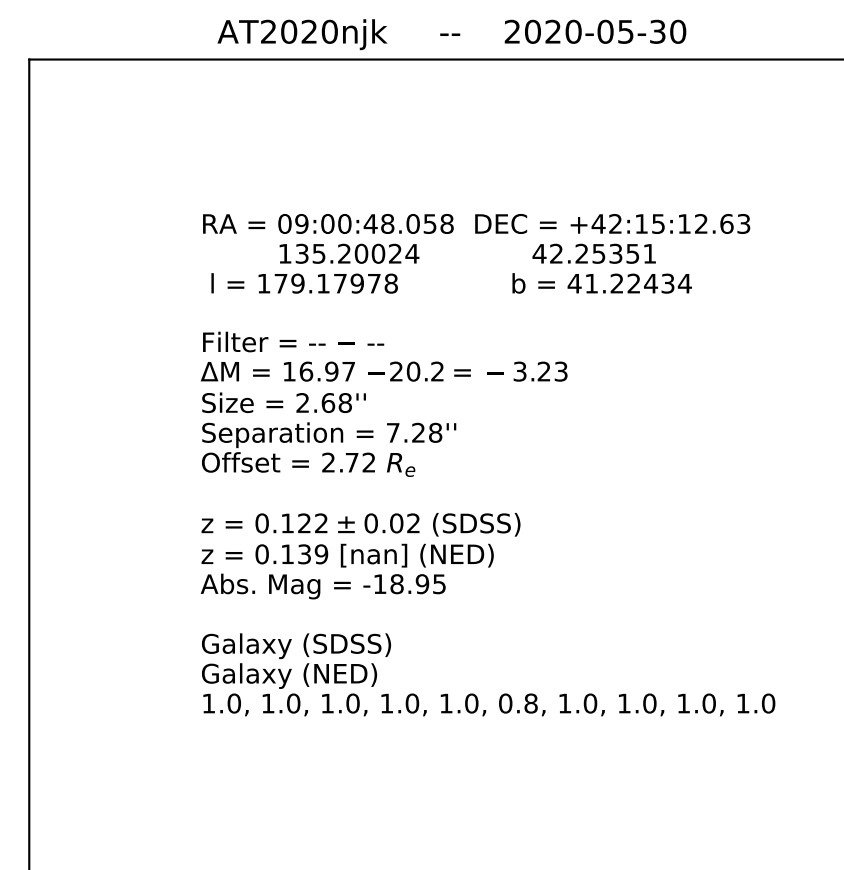 AT2020njk -- 2020-05-30
RA = 09:00:48.058 DEC = +42:15:12.63
135.20024 42.25351
l = 179.17978 b = 41.22434
Filter = -- − --
ΔM = 16.97 −20.2 = − 3.23
Size = 2.68''
Separation = 7.28''
Offset = 2.72 Rₑ
z = 0.122 ± 0.02 (SDSS)
z = 0.139 [nan] (NED)
Abs. Mag = -18.95
Galaxy (SDSS)
Galaxy (NED)
1.0, 1.0, 1.0, 1.0, 1.0, 0.8, 1.0, 1.0, 1.0, 1.0